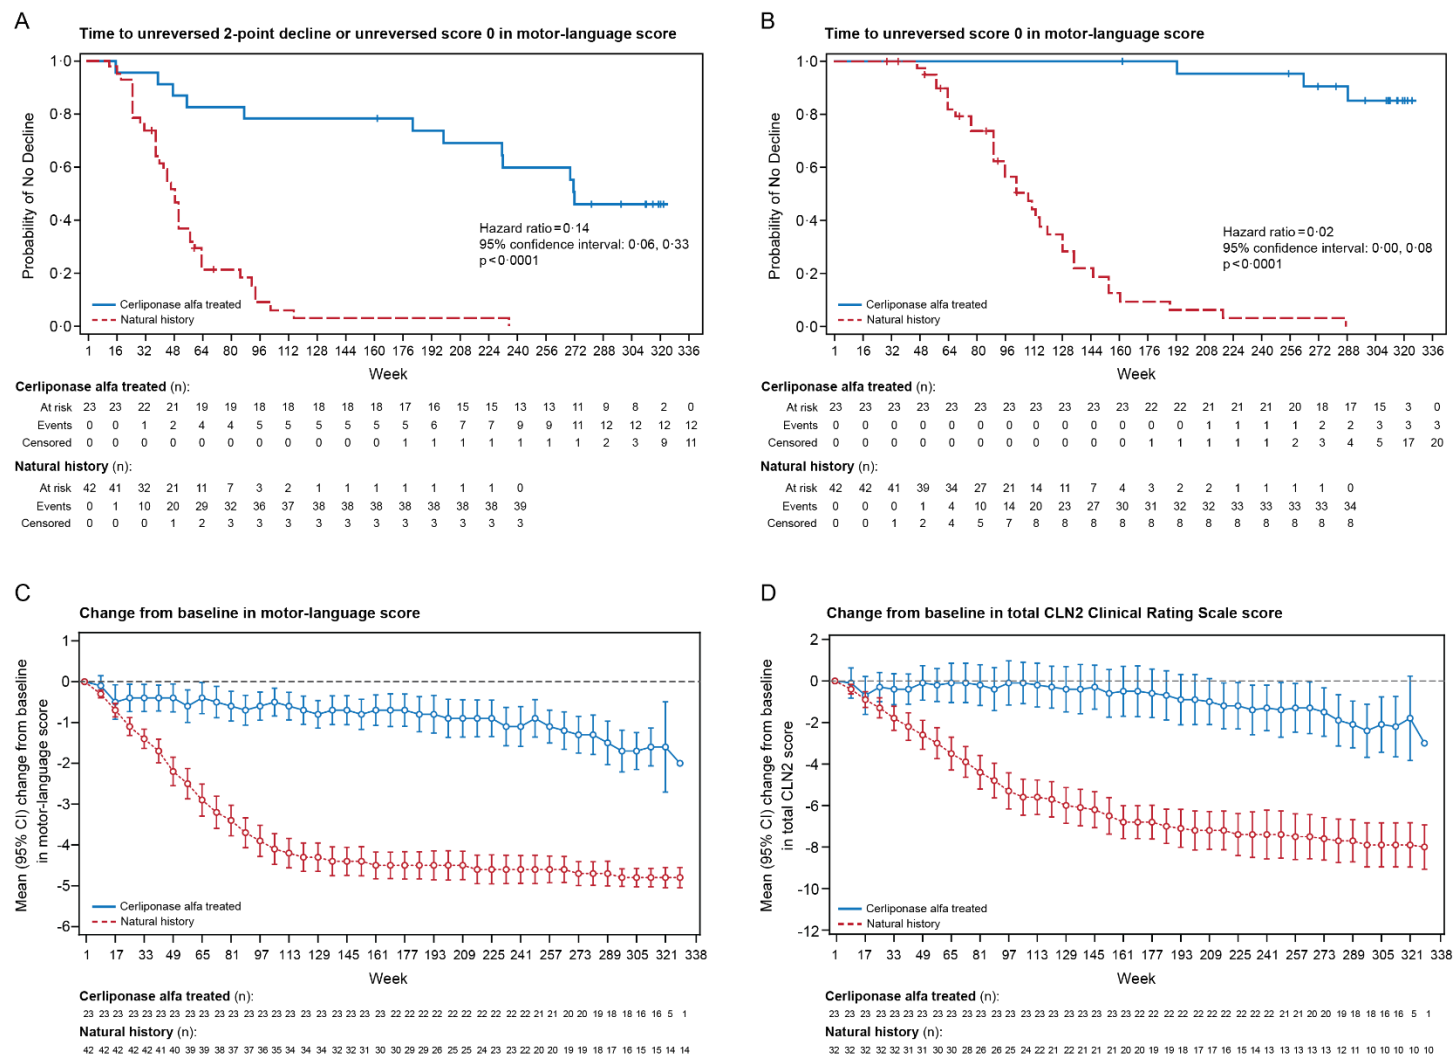 A
Time to unreversed 2-point decline or unreversed score 0 in motor-language score
Probability of No Decline
1·0
0·8
0·6
0·4
0·2
0·0
Hazard ratio=0·14
95% confidence interval: 0·06, 0·33
p<0·0001
Cerliponase alfa treated
Natural history
1 16 32 48 64 80 96 112 128 144 160 176 192 208 224 240 256 272 288 304 320 336
Week
Cerliponase alfa treated (n):
At risk 23 23 22 21 19 19 18 18 18 18 18 17 16 15 15 13 13 11 9 8 2 0
Events 0 0 1 2 4 4 5 5 5 5 5 5 6 7 7 9 9 11 12 12 12 12
Censored 0 0 0 0 0 0 0 0 0 0 0 1 1 1 1 1 1 1 2 3 9 11
Natural history (n):
At risk 42 41 32 21 11 7 3 2 1 1 1 1 1 1 1 0
Events 0 1 10 20 29 32 36 37 38 38 38 38 38 38 38 39
Censored 0 0 0 1 2 3 3 3 3 3 3 3 3 3 3 3
B
Time to unreversed score 0 in motor-language score
Probability of No Decline
1·0
0·8
0·6
0·4
0·2
0·0
Hazard ratio=0·02
95% confidence interval: 0·00, 0·08
p<0·0001
Cerliponase alfa treated
Natural history
1 16 32 48 64 80 96 112 128 144 160 176 192 208 224 240 256 272 288 304 320 336
Week
Cerliponase alfa treated (n):
At risk 23 23 23 23 23 23 23 23 23 23 23 22 22 21 21 21 20 18 17 15 3 0
Events 0 0 0 0 0 0 0 0 0 0 0 0 0 1 1 1 1 2 2 3 3 3
Censored 0 0 0 0 0 0 0 0 0 0 0 1 1 1 1 1 2 3 4 5 17 20
Natural history (n):
At risk 42 42 41 39 34 27 21 14 11 7 4 3 2 2 1 1 1 1 0
Events 0 0 0 1 4 10 14 20 23 27 30 31 32 32 33 33 33 33 34
Censored 0 0 1 2 4 5 7 8 8 8 8 8 8 8 8 8 8 8 8
C
Change from baseline in motor-language score
Mean (95% CI) change from baseline
in motor-language score
1
0
-1
-2
-3
-4
-5
-6
Cerliponase alfa treated
Natural history
1 17 33 49 65 81 97 113 129 145 161 177 193 209 225 241 257 273 289 305 321 338
Week
Cerliponase alfa treated (n):
Natural history (n):
D
Change from baseline in total CLN2 Clinical Rating Scale score
Mean (95% CI) change from baseline
in total CLN2 score
2
0
-2
-4
-6
-8
-10
-12
Cerliponase alfa treated
Natural history
1 17 33 49 65 81 97 113 129 145 161 177 193 209 225 241 257 273 289 305 321 338
Week
Cerliponase alfa treated (n):
Natural history (n):